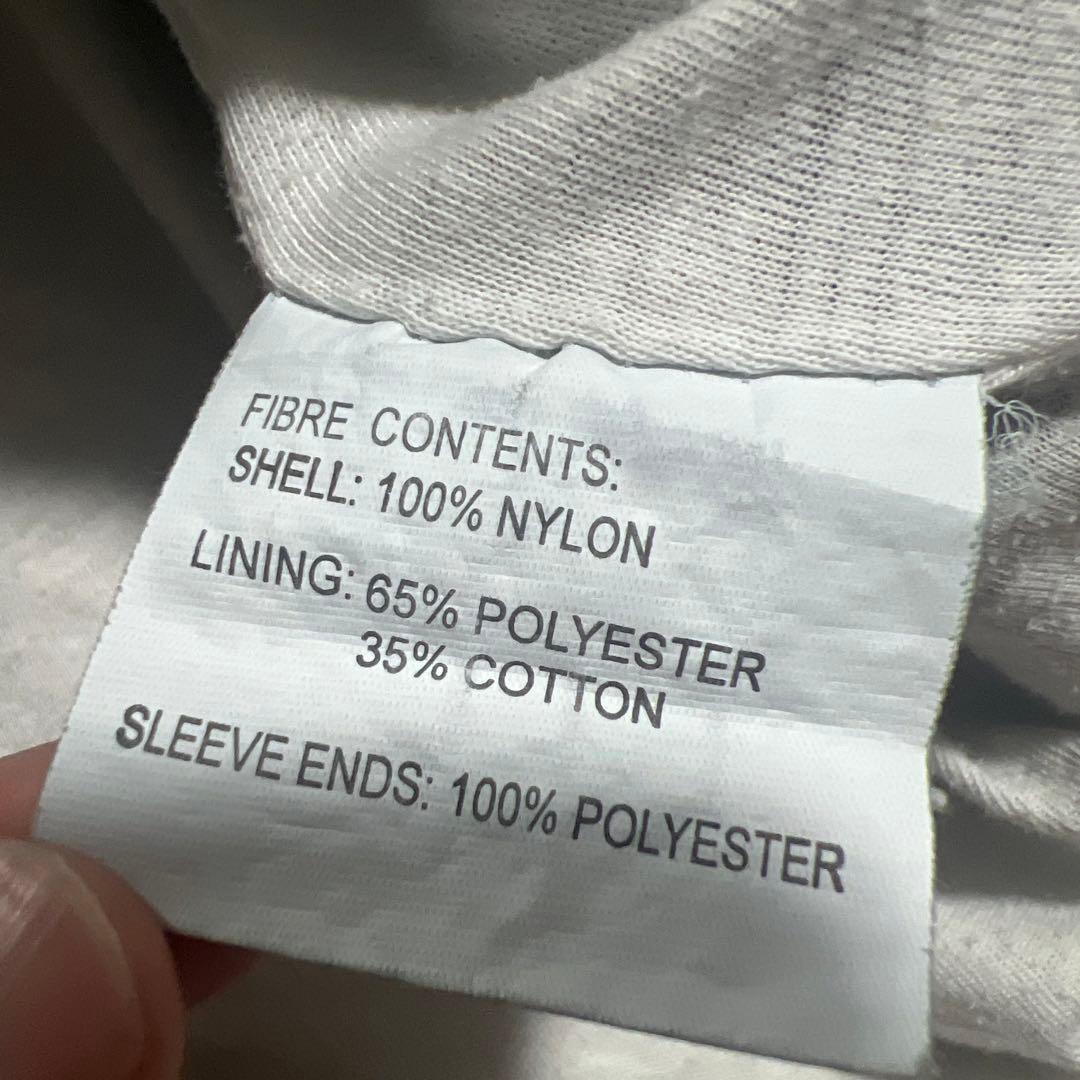 FIBRE CONTENTS:
SHELL: 100% NYLON
LINING: 65% POLYESTER
35% COTTON
SLEEVE ENDS: 100% POLYESTER